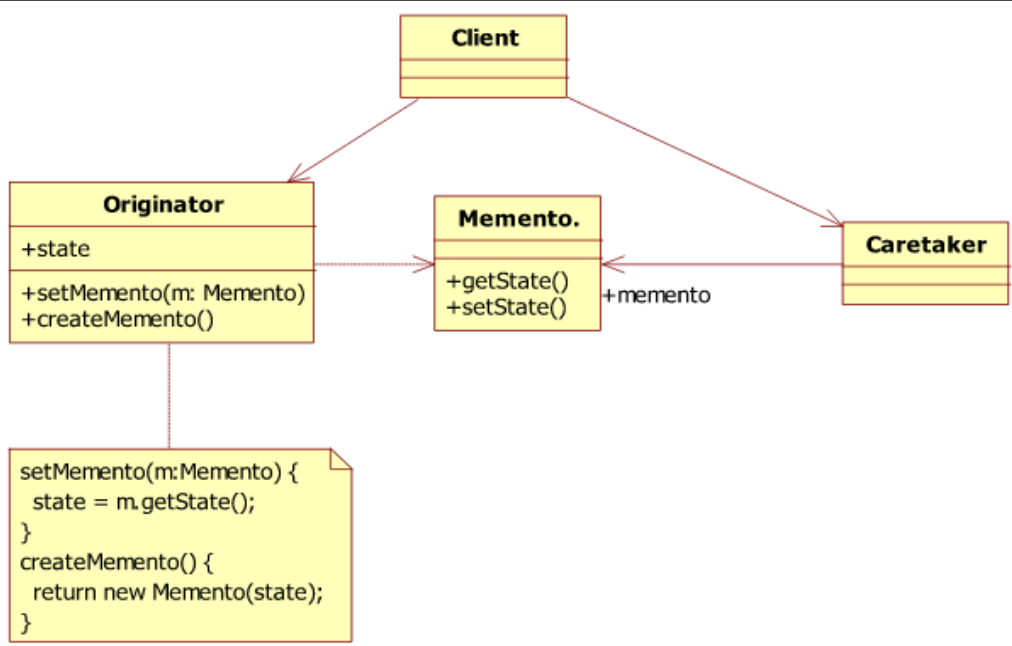 Client
Originator
+state
+setMemento(m: Memento)
+createMemento()
Memento.
+getState()
+setState()
+memento
Caretaker
setMemento(m:Memento) {
state = m.getState();
}
createMemento() {
return new Memento(state);
}